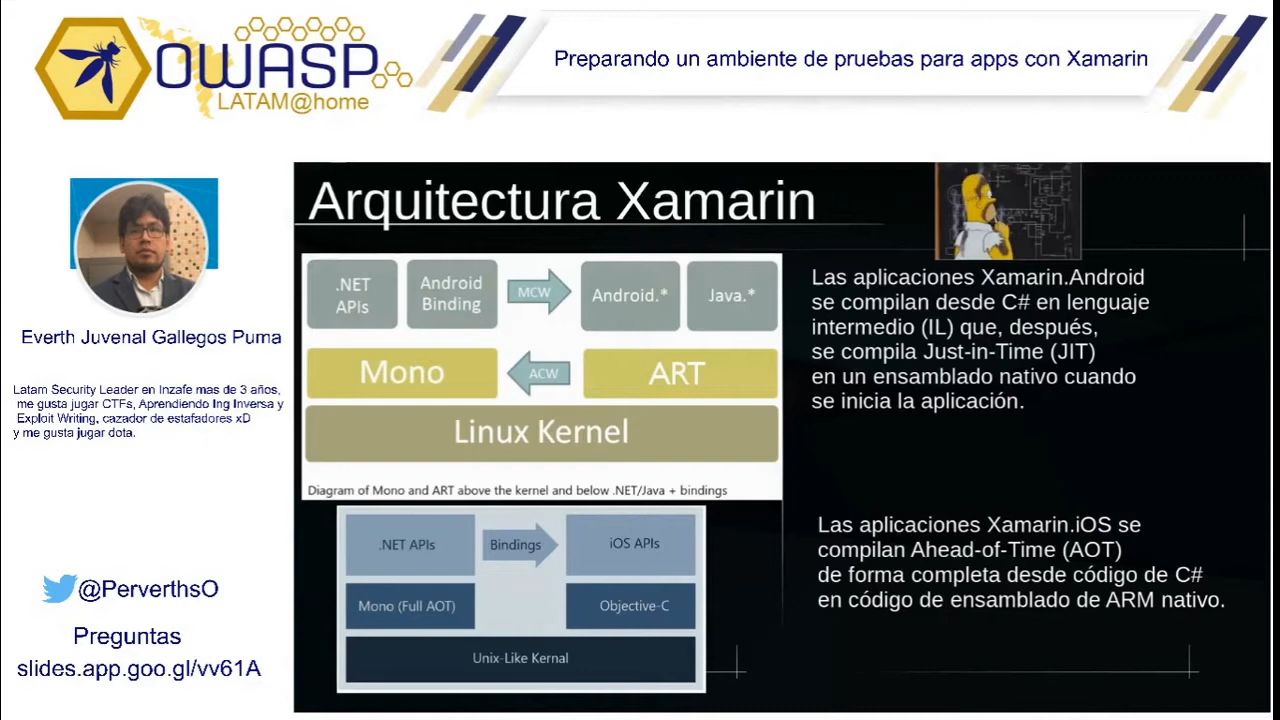 OWASP
LATAM@home
Preparando un ambiente de pruebas para apps con Xamarin
Everth Juvenal Gallegos Puma
Latam Security Leader en Inzafe mas de 3 años,
me gusta jugar CTFs, Aprendiendo Ing Inversa y
Exploit Writing, cazador de estafadores xD
y me gusta jugar dota.
@PerverthsO
Preguntas
slides.app.goo.gl/vv61A
Arquitectura Xamarin
.NET
APIs
Android
Binding
MCW
Android.*
Java.*
Mono
ACW
ART
Linux Kernel
Diagram of Mono and ART above the kernel and below .NET/Java + bindings
Las aplicaciones Xamarin.Android
se compilan desde C# en lenguaje
intermedio (IL) que, después,
se compila Just-in-Time (JIT)
en un ensamblado nativo cuando
se inicia la aplicación.
.NET APIs
Bindings
iOS APIs
Mono (Full AOT)
Objective-C
Unix-Like Kernal
Las aplicaciones Xamarin.iOS se
compilan Ahead-of-Time (AOT)
de forma completa desde código de C#
en código de ensamblado de ARM nativo.